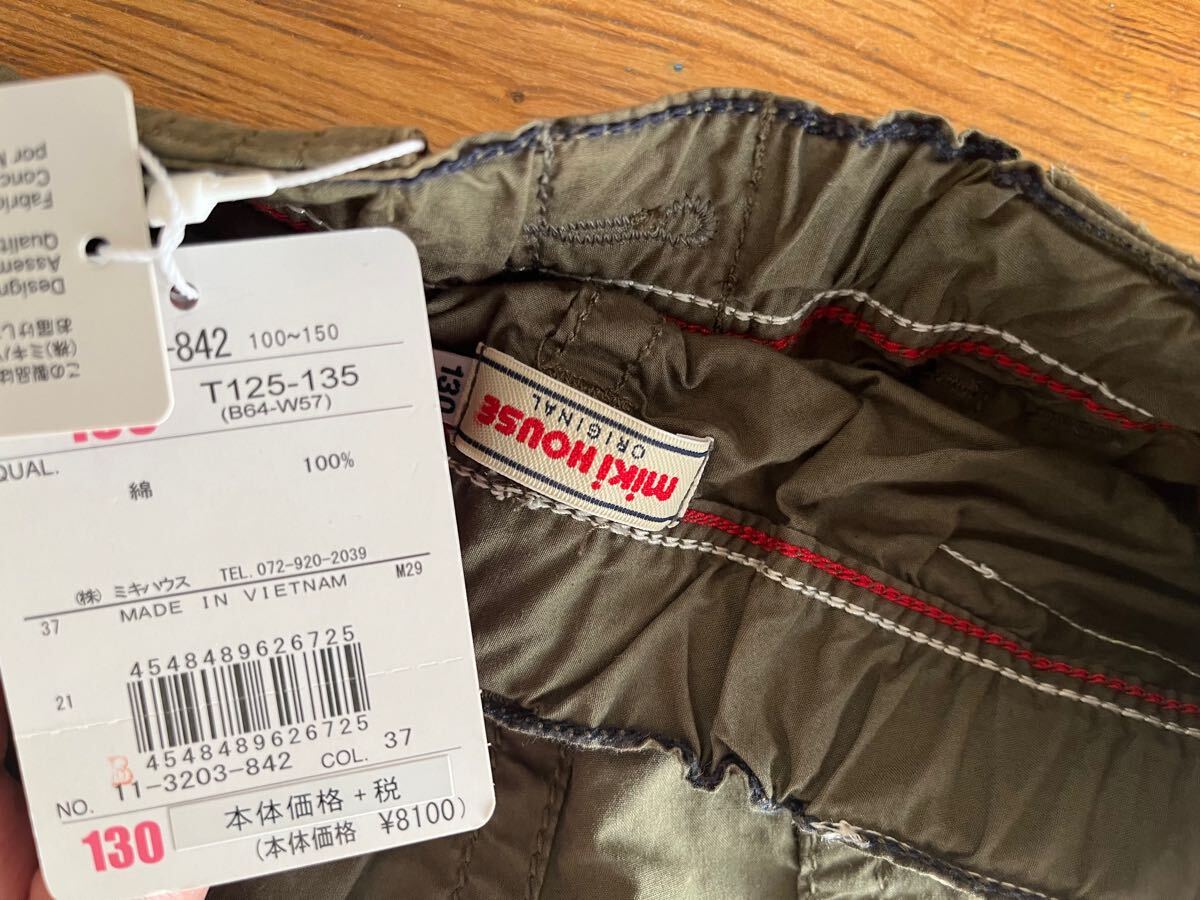 -842 100~150
T125-135
(B64-W57)
QUAL.
綿 100%
㈱ ミキハウス TEL.072-920-2039
MADE IN VIETNAM M29
37
4548489626725
21
4548489626725
NO. 11-3203-842 COL. 37
130
本体価格+税
(本体価格 ¥8100)
この製品は
(株)ミキハ
お届けし
Design
Assem
Qualit
Fabric
Conc
por M
130
miki HOUSE
ORIGINAL